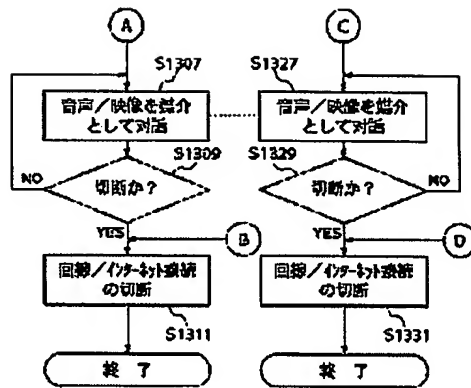 A
S1307
音声／映像を媒介
として対話
切断か？
S1309
NO
YES
B
回線／インターネット接続
の切断
S1311
終 了
C
S1327
音声／映像を媒介
として対話
S1329
切断か？
NO
YES
D
回線／インターネット接続
の切断
S1331
終 了